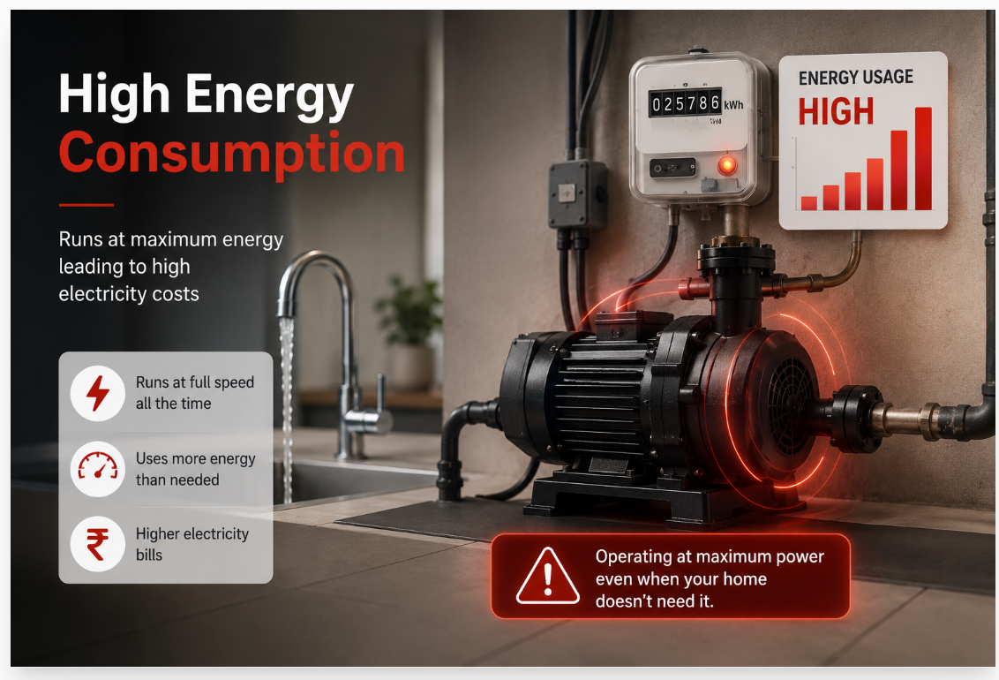 High Energy
Consumption
Runs at maximum energy
leading to high
electricity costs
Runs at full speed
all the time
Uses more energy
than needed
₹
Higher electricity
bills
025786 kWh
ENERGY USAGE
HIGH
Operating at maximum power
even when your home
doesn't need it.